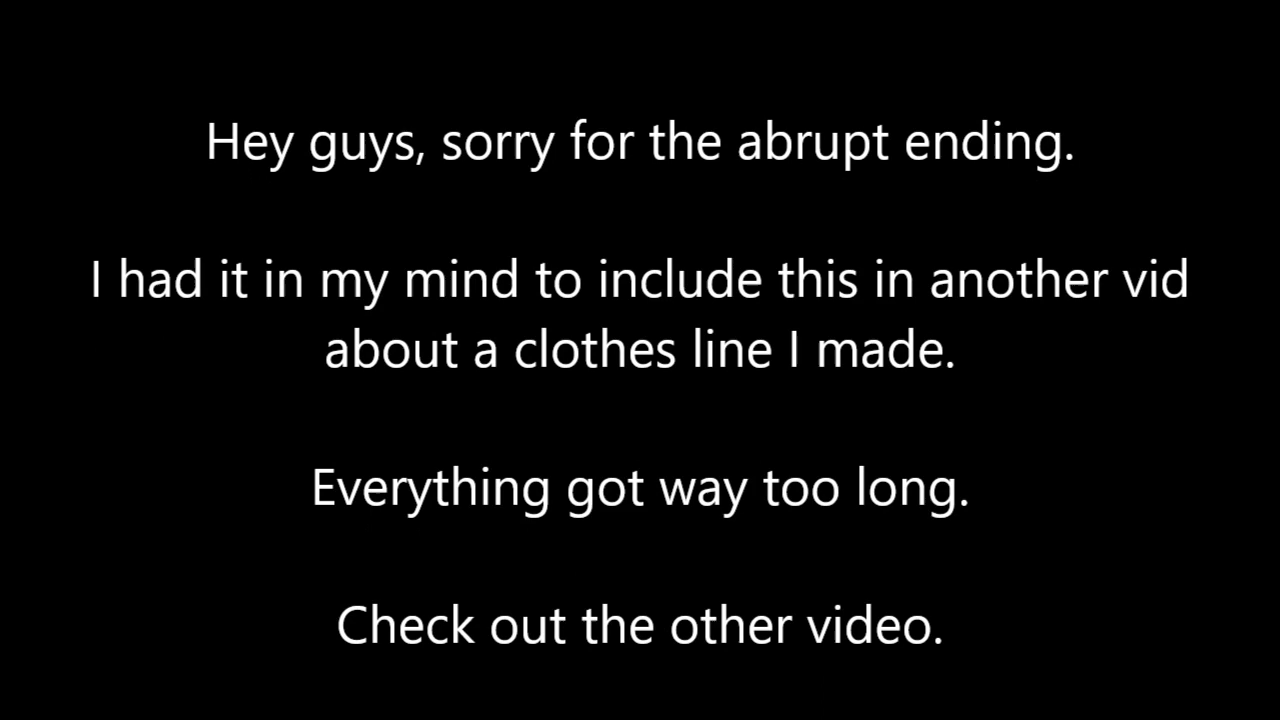 Hey guys, sorry for the abrupt ending.
I had it in my mind to include this in another vid
about a clothes line I made.
Everything got way too long.
Check out the other video.